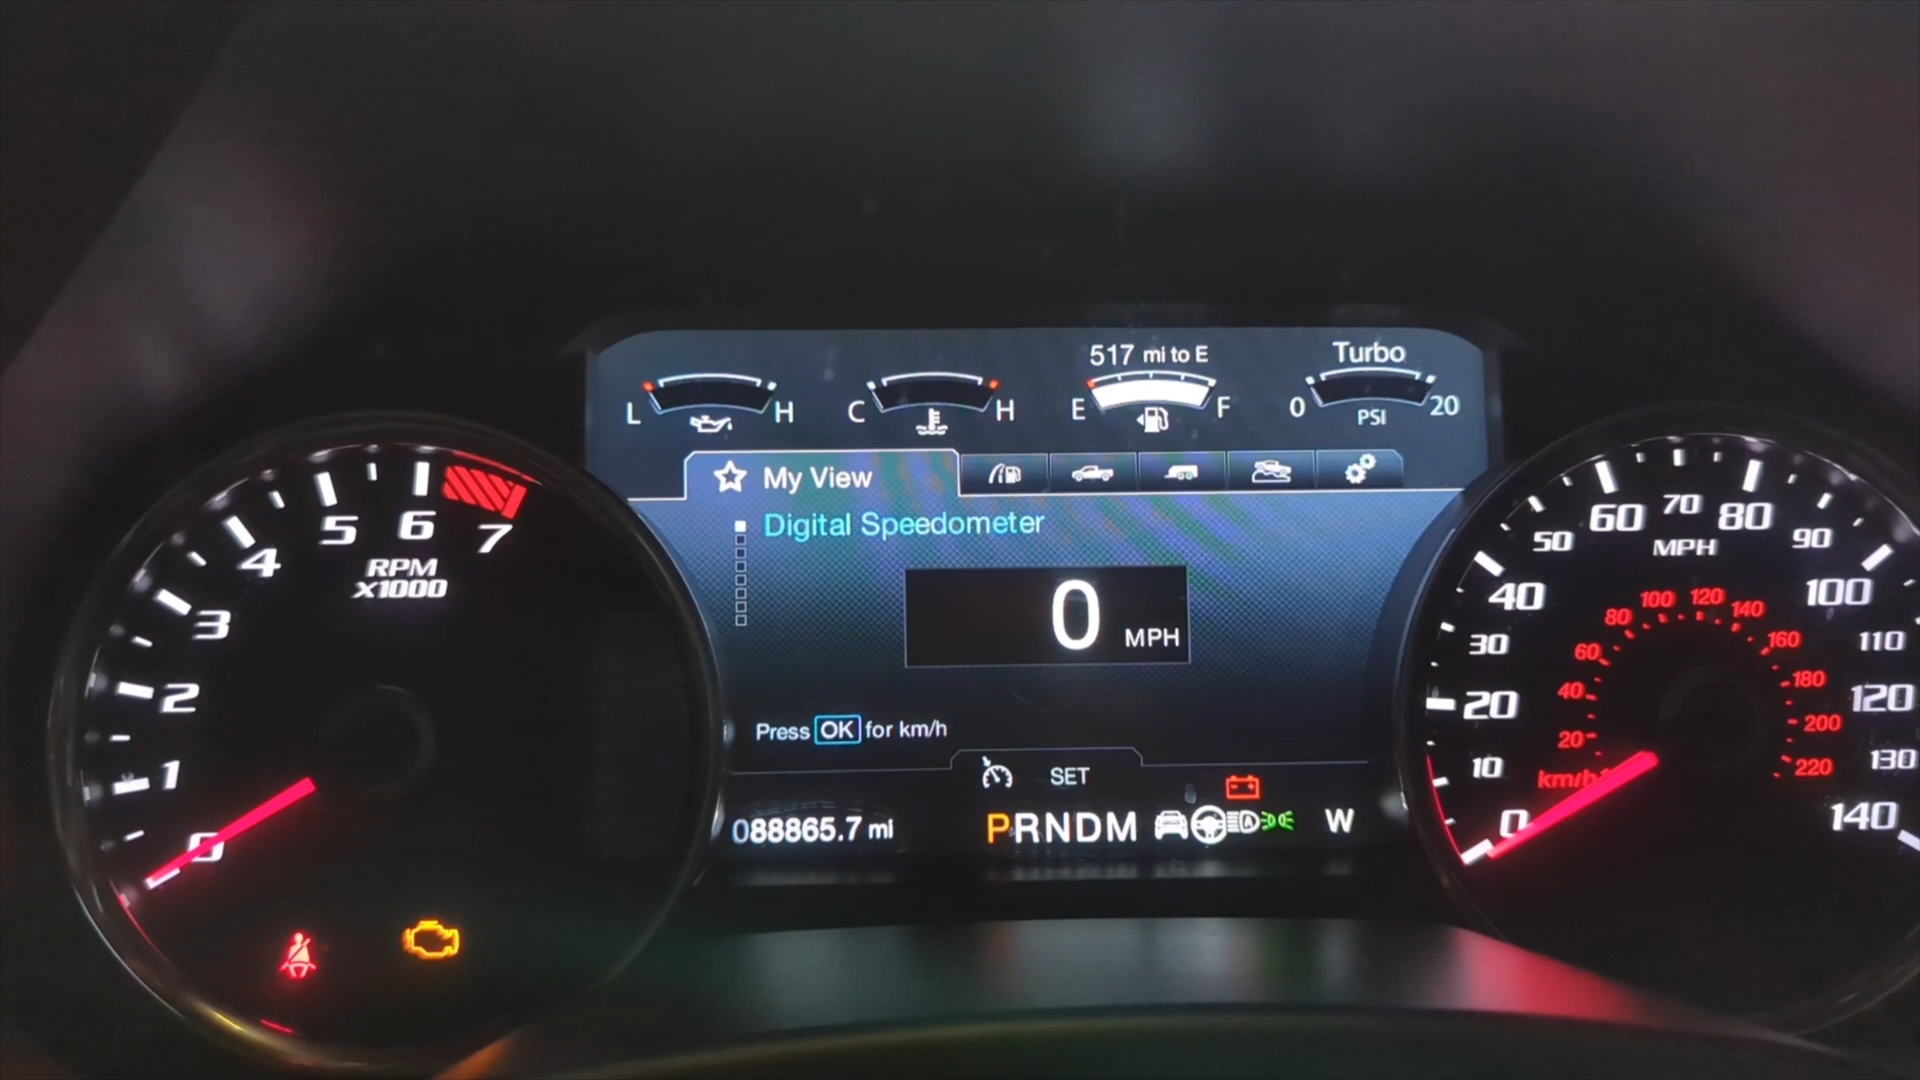 517 mi to E
Turbo
L H
C H
E F
0 20
PSI
My View
Digital Speedometer
0 MPH
Press OK for km/h
SET
088865.7 mi
PRNDM
A
W
0
1
2
3
4
5
6
7
RPM
x1000
0
10
20
30
40
50
60
70
80
90
100
110
120
130
140
MPH
km/h
20
40
60
80
100
120
140
160
180
200
220